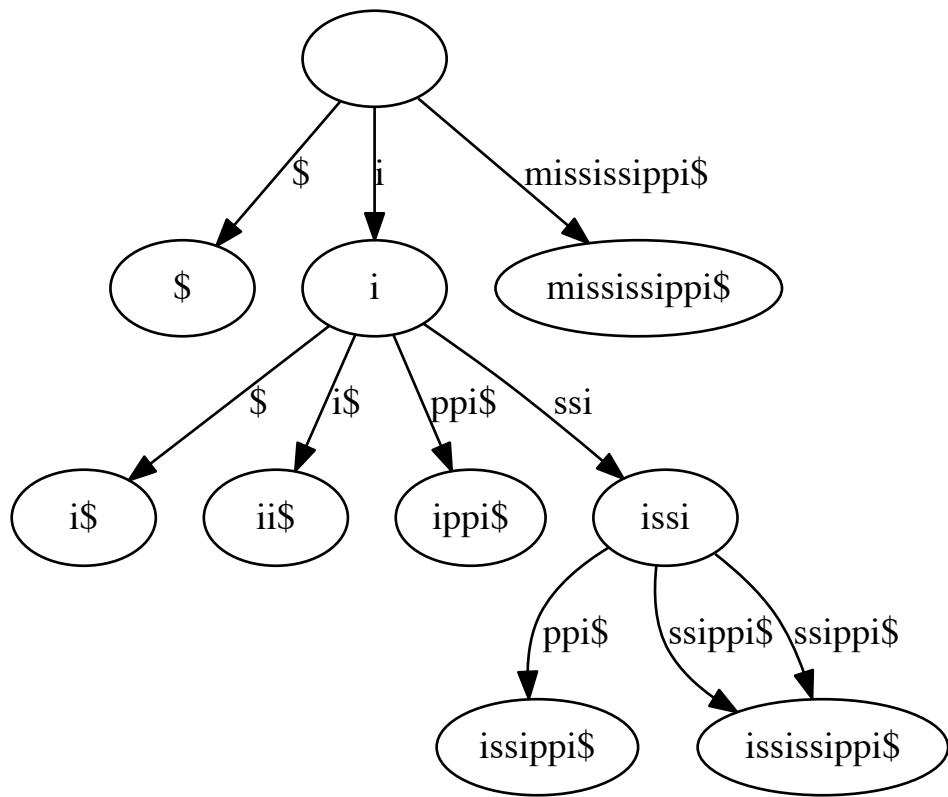 $ i mississippi$
$ i mississippi$
$ i$ ppi$ ssi
i$ ii$ ippi$ issi
ppi$ ssippi$ ssippi$
issippi$ ississippi$